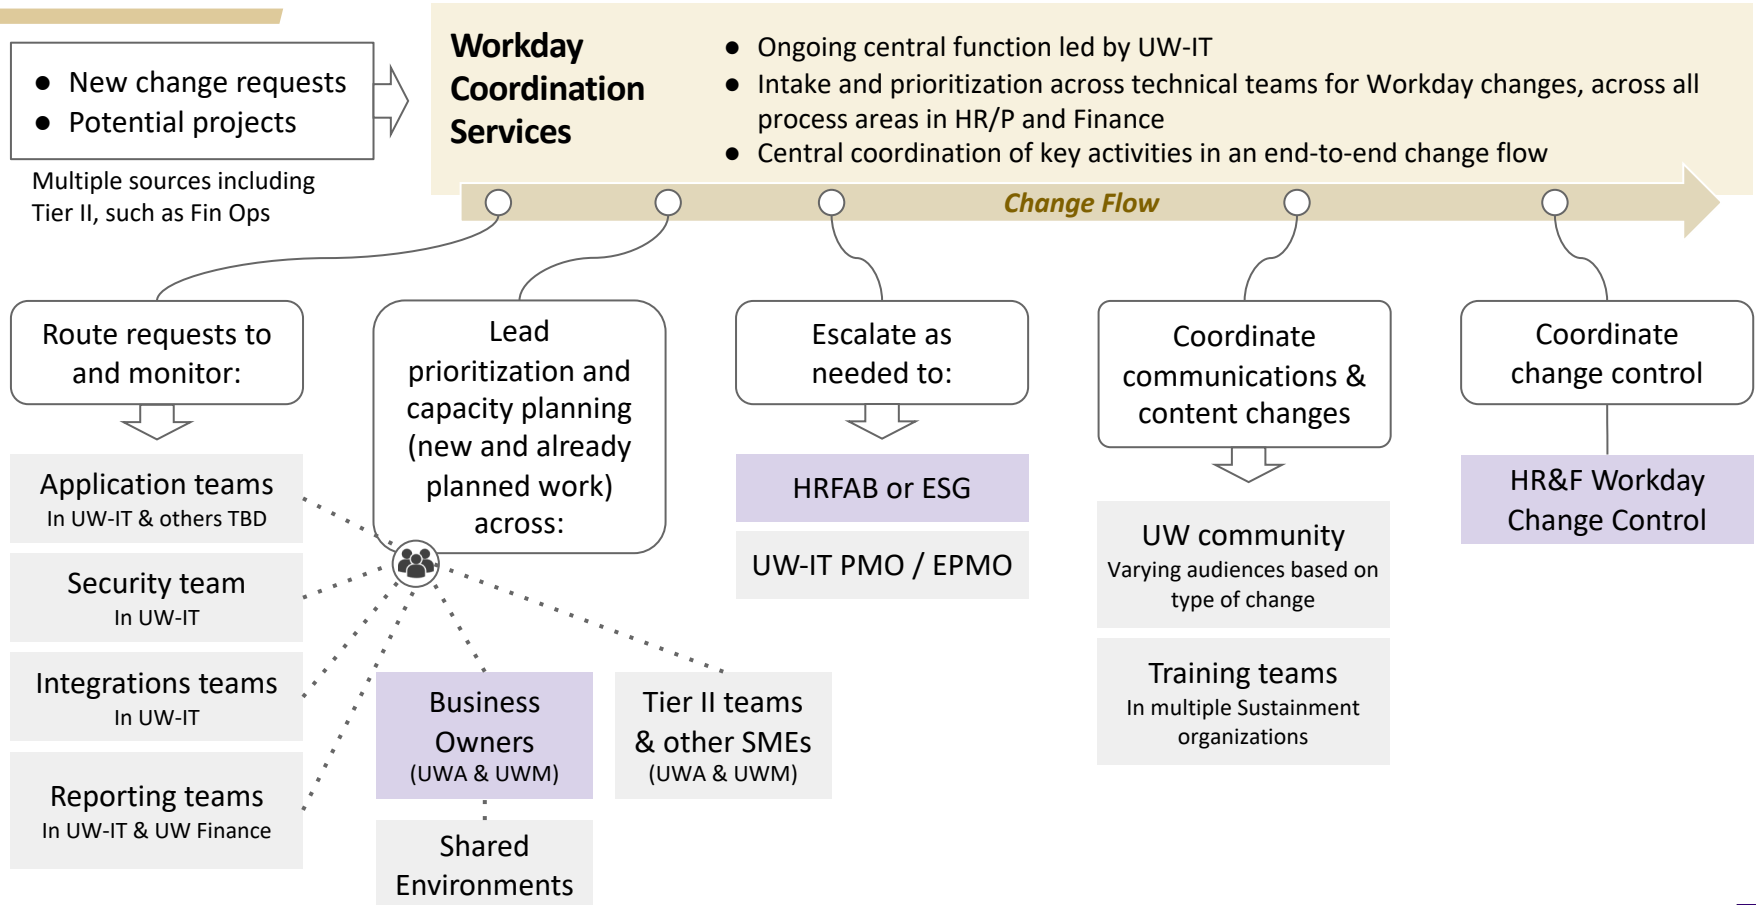 ● New change requests
● Potential projects
Multiple sources including
Tier II, such as Fin Ops
Workday
Coordination
Services
● Ongoing central function led by UW-IT
● Intake and prioritization across technical teams for Workday changes, across all
process areas in HR/P and Finance
● Central coordination of key activities in an end-to-end change flow
Change Flow
Route requests to
and monitor:
Application teams
In UW-IT & others TBD
Security team
In UW-IT
Integrations teams
In UW-IT
Reporting teams
In UW-IT & UW Finance
Lead
prioritization and
capacity planning
(new and already
planned work)
across:
Business
Owners
(UWA & UWM)
Shared
Environments
Tier II teams
& other SMEs
(UWA & UWM)
Escalate as
needed to:
HRFAB or ESG
UW-IT PMO / EPMO
Coordinate
communications &
content changes
UW community
Varying audiences based on
type of change
Training teams
In multiple Sustainment
organizations
Coordinate
change control
HR&F Workday
Change Control